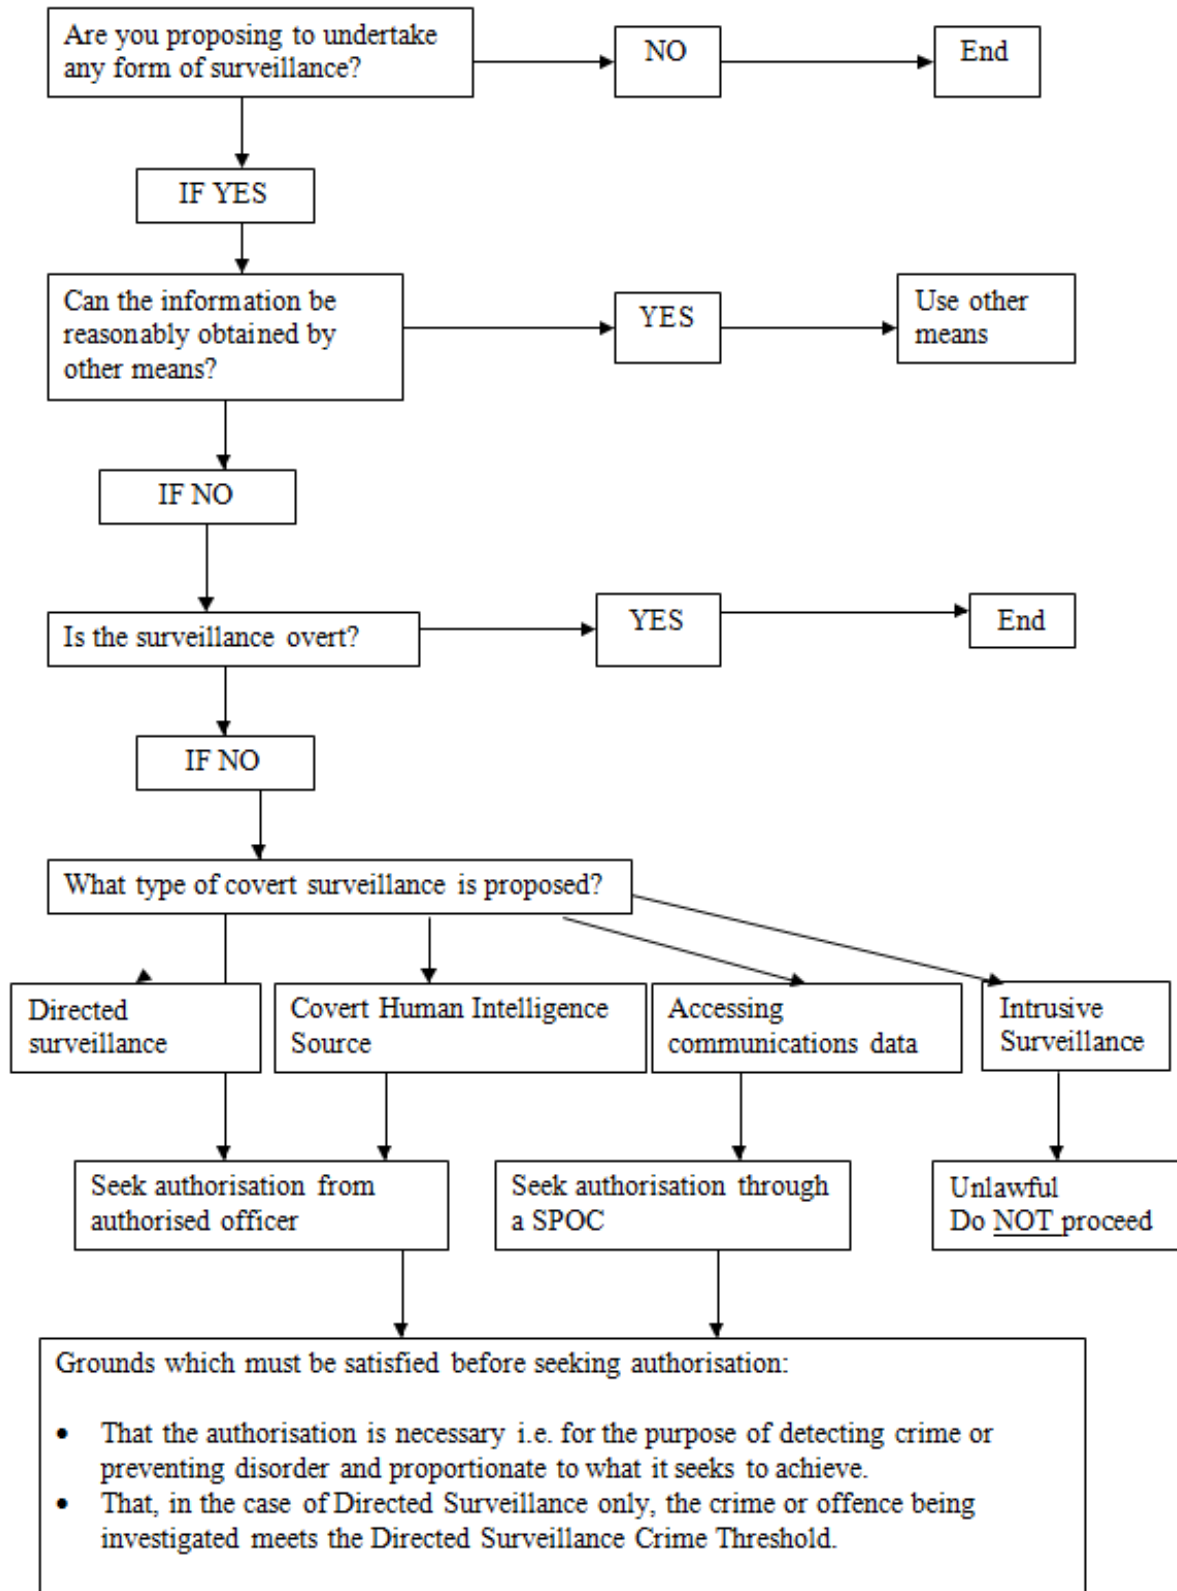 Are you proposing to undertake
any form of surveillance?
NO
End
IF YES
Can the information be
reasonably obtained by
other means?
YES
Use other
means
IF NO
Is the surveillance overt?
YES
End
IF NO
What type of covert surveillance is proposed?
Directed
surveillance
Covert Human Intelligence
Source
Accessing
communications data
Intrusive
Surveillance
Seek authorisation from
authorised officer
Seek authorisation through
a SPOC
Unlawful
Do NOT proceed
Grounds which must be satisfied before seeking authorisation:
• That the authorisation is necessary i.e. for the purpose of detecting crime or
preventing disorder and proportionate to what it seeks to achieve.
• That, in the case of Directed Surveillance only, the crime or offence being
investigated meets the Directed Surveillance Crime Threshold.